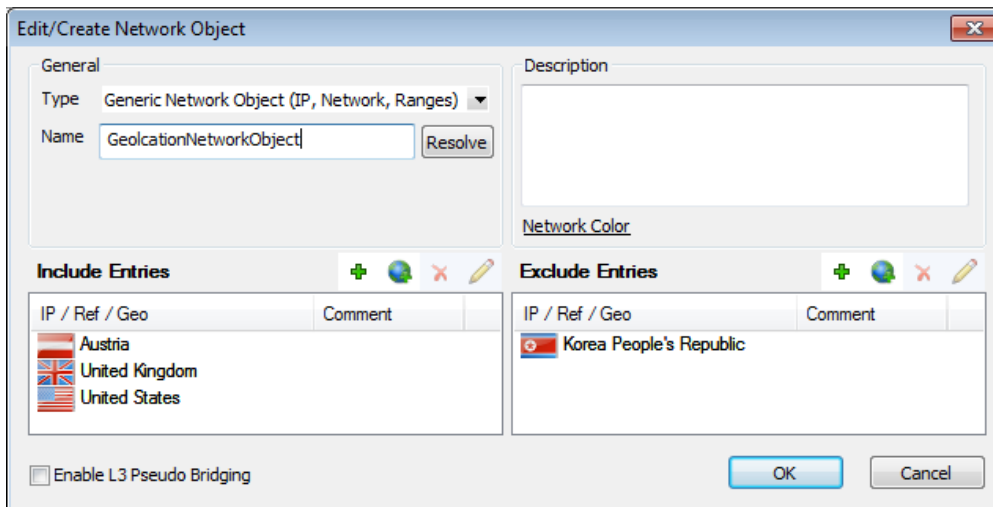 Edit/Create Network Object
General
Type Generic Network Object (IP, Network, Ranges)
Name GeolcationNetworkObject Resolve
Description
Network Color
Include Entries
IP / Ref / Geo Comment
Austria
United Kingdom
United States
Exclude Entries
IP / Ref / Geo Comment
Korea People's Republic
Enable L3 Pseudo Bridging
OK Cancel